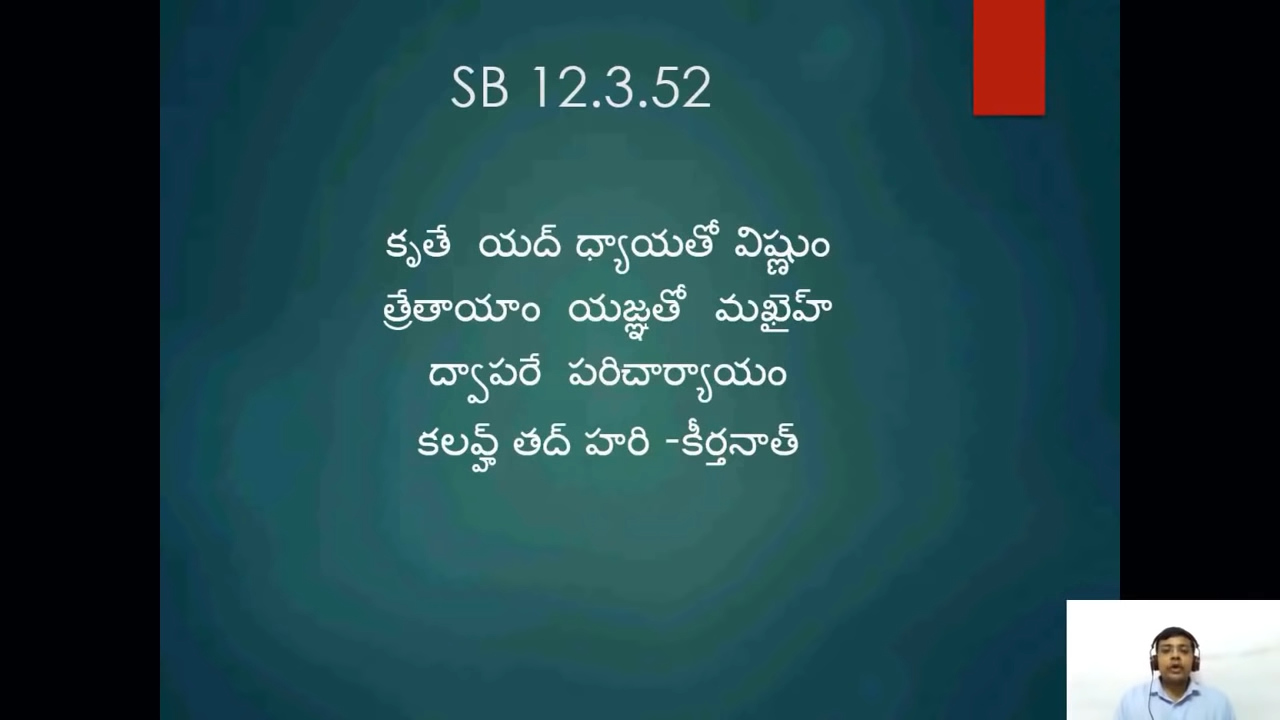 SB 12.3.52
కృతే యద్ ధ్యాయతో విష్ణుం
త్రేతాయాం యజ్ఞతో మఖైహ్
ద్వాపరే పరిచార్యాయం
కలవ్హ్ తద్ హరి -కీర్తనాత్